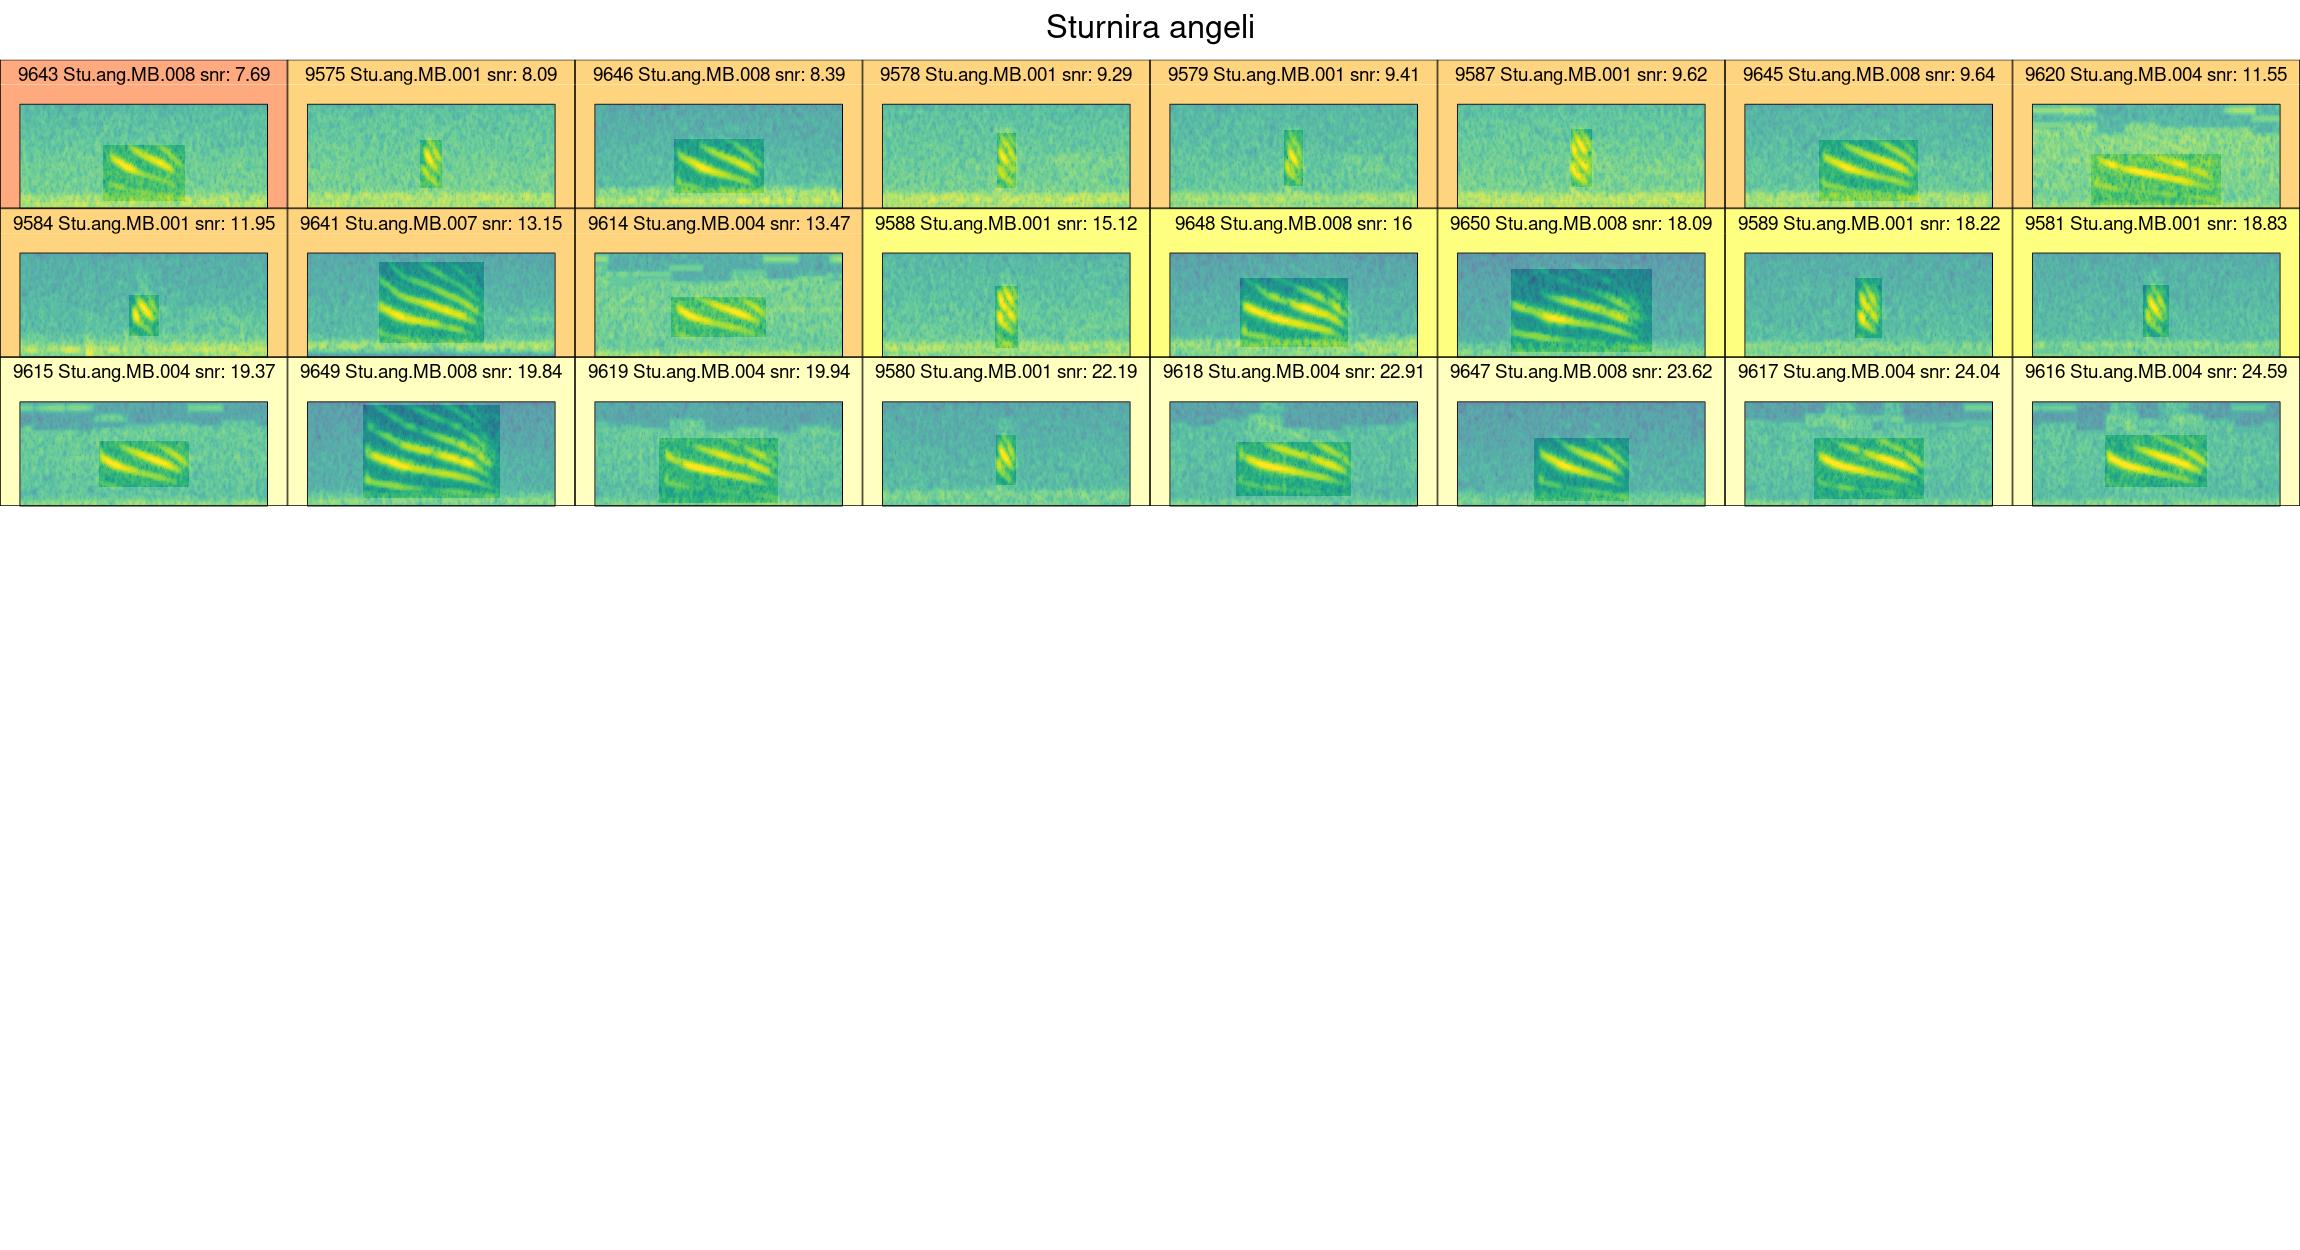 Sturnira angeli
9643 Stu.ang.MB.008 snr: 7.69
9575 Stu.ang.MB.001 snr: 8.09
9646 Stu.ang.MB.008 snr: 8.39
9578 Stu.ang.MB.001 snr: 9.29
9579 Stu.ang.MB.001 snr: 9.41
9587 Stu.ang.MB.001 snr: 9.62
9645 Stu.ang.MB.008 snr: 9.64
9620 Stu.ang.MB.004 snr: 11.55
9584 Stu.ang.MB.001 snr: 11.95
9641 Stu.ang.MB.007 snr: 13.15
9614 Stu.ang.MB.004 snr: 13.47
9588 Stu.ang.MB.001 snr: 15.12
9648 Stu.ang.MB.008 snr: 16
9650 Stu.ang.MB.008 snr: 18.09
9589 Stu.ang.MB.001 snr: 18.22
9581 Stu.ang.MB.001 snr: 18.83
9615 Stu.ang.MB.004 snr: 19.37
9649 Stu.ang.MB.008 snr: 19.84
9619 Stu.ang.MB.004 snr: 19.94
9580 Stu.ang.MB.001 snr: 22.19
9618 Stu.ang.MB.004 snr: 22.91
9647 Stu.ang.MB.008 snr: 23.62
9617 Stu.ang.MB.004 snr: 24.04
9616 Stu.ang.MB.004 snr: 24.59